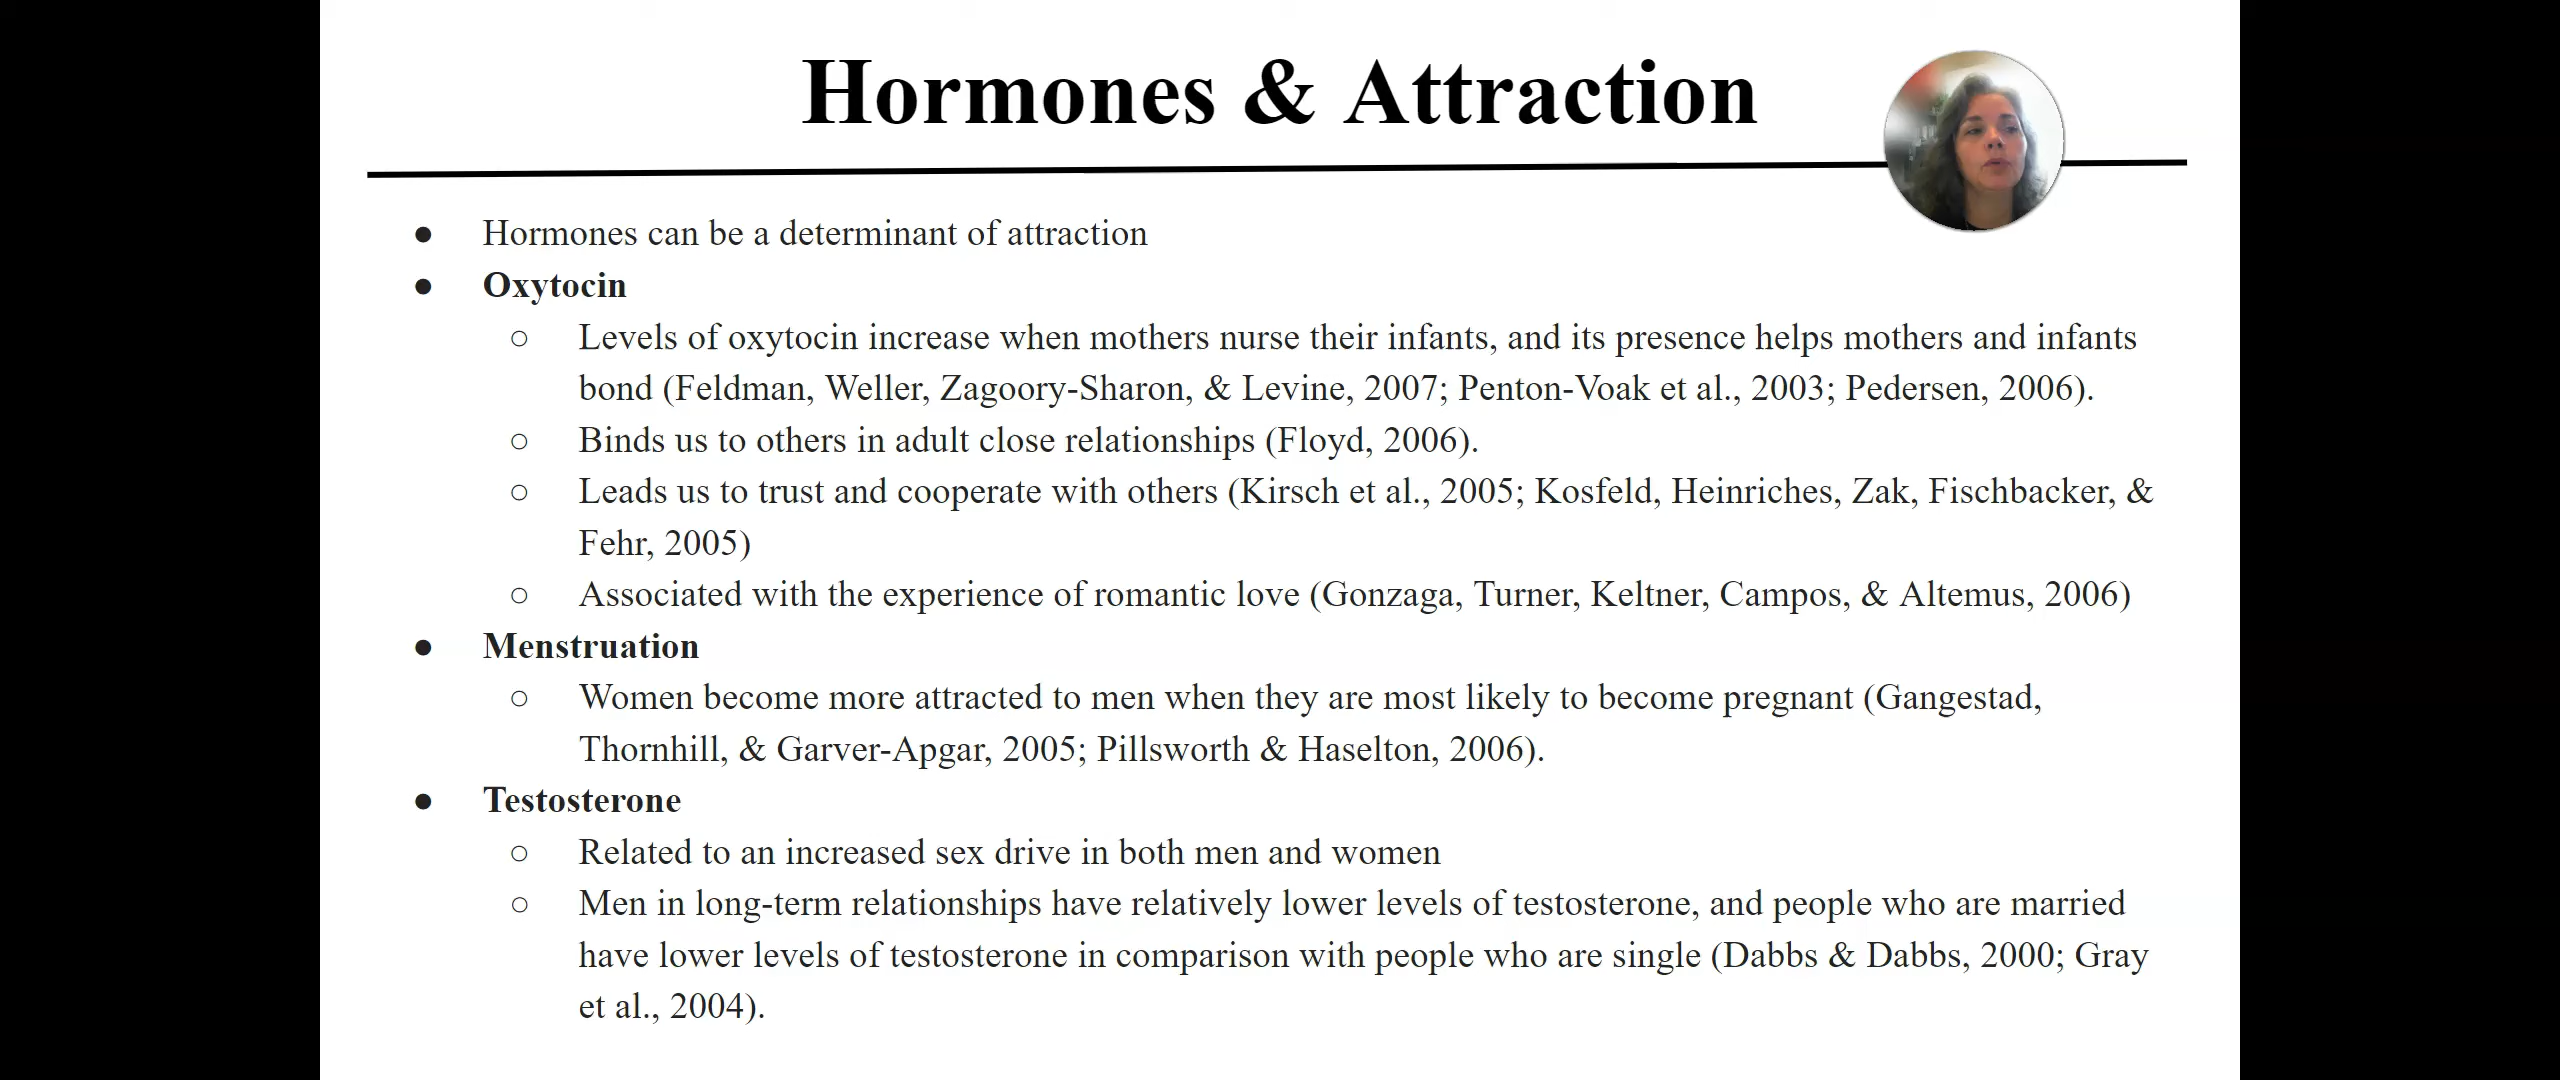 Hormones & Attraction
● Hormones can be a determinant of attraction
● Oxytocin
○ Levels of oxytocin increase when mothers nurse their infants, and its presence helps mothers and infants
bond (Feldman, Weller, Zagoory-Sharon, & Levine, 2007; Penton-Voak et al., 2003; Pedersen, 2006).
○ Binds us to others in adult close relationships (Floyd, 2006).
○ Leads us to trust and cooperate with others (Kirsch et al., 2005; Kosfeld, Heinriches, Zak, Fischbacker, &
Fehr, 2005)
○ Associated with the experience of romantic love (Gonzaga, Turner, Keltner, Campos, & Altemus, 2006)
● Menstruation
○ Women become more attracted to men when they are most likely to become pregnant (Gangestad,
Thornhill, & Garver-Apgar, 2005; Pillsworth & Haselton, 2006).
● Testosterone
○ Related to an increased sex drive in both men and women
○ Men in long-term relationships have relatively lower levels of testosterone, and people who are married
have lower levels of testosterone in comparison with people who are single (Dabbs & Dabbs, 2000; Gray
et al., 2004).